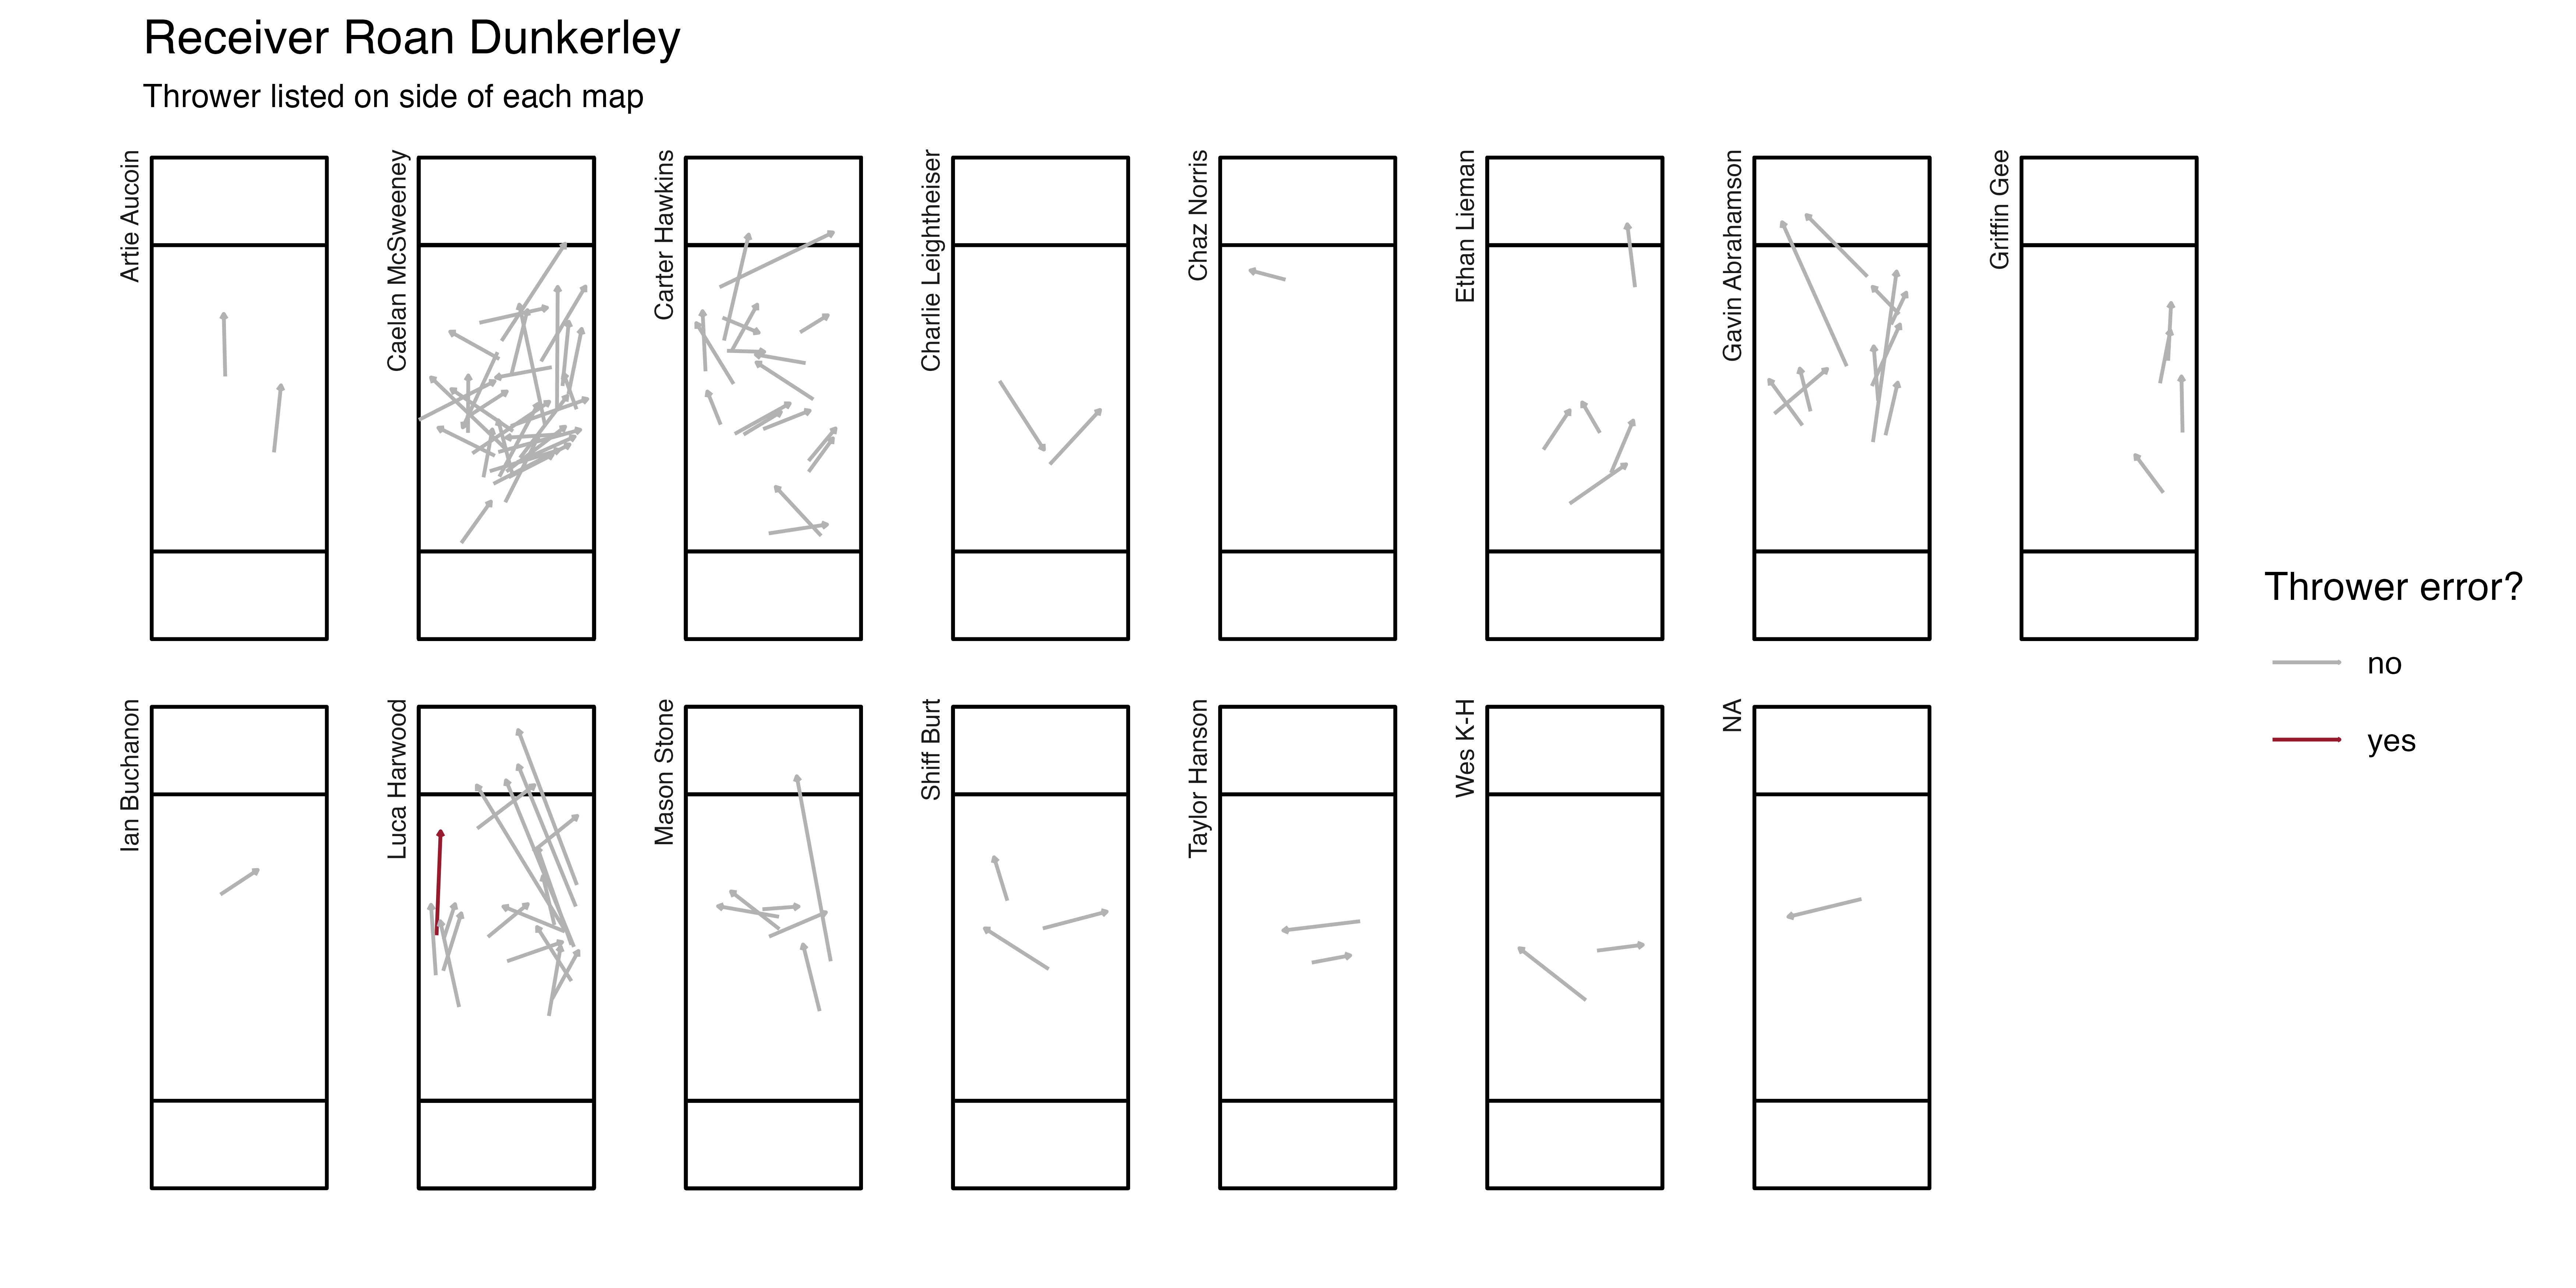 Receiver Roan Dunkerley
Thrower listed on side of each map
Artie Aucoin
Caelan McSweeney
Carter Hawkins
Charlie Leightheiser
Chaz Norris
Ethan Lieman
Gavin Abrahamson
Griffin Gee
Ian Buchanon
Luca Harwood
Mason Stone
Shiff Burt
Taylor Hanson
Wes K-H
NA
Thrower error?
no
yes